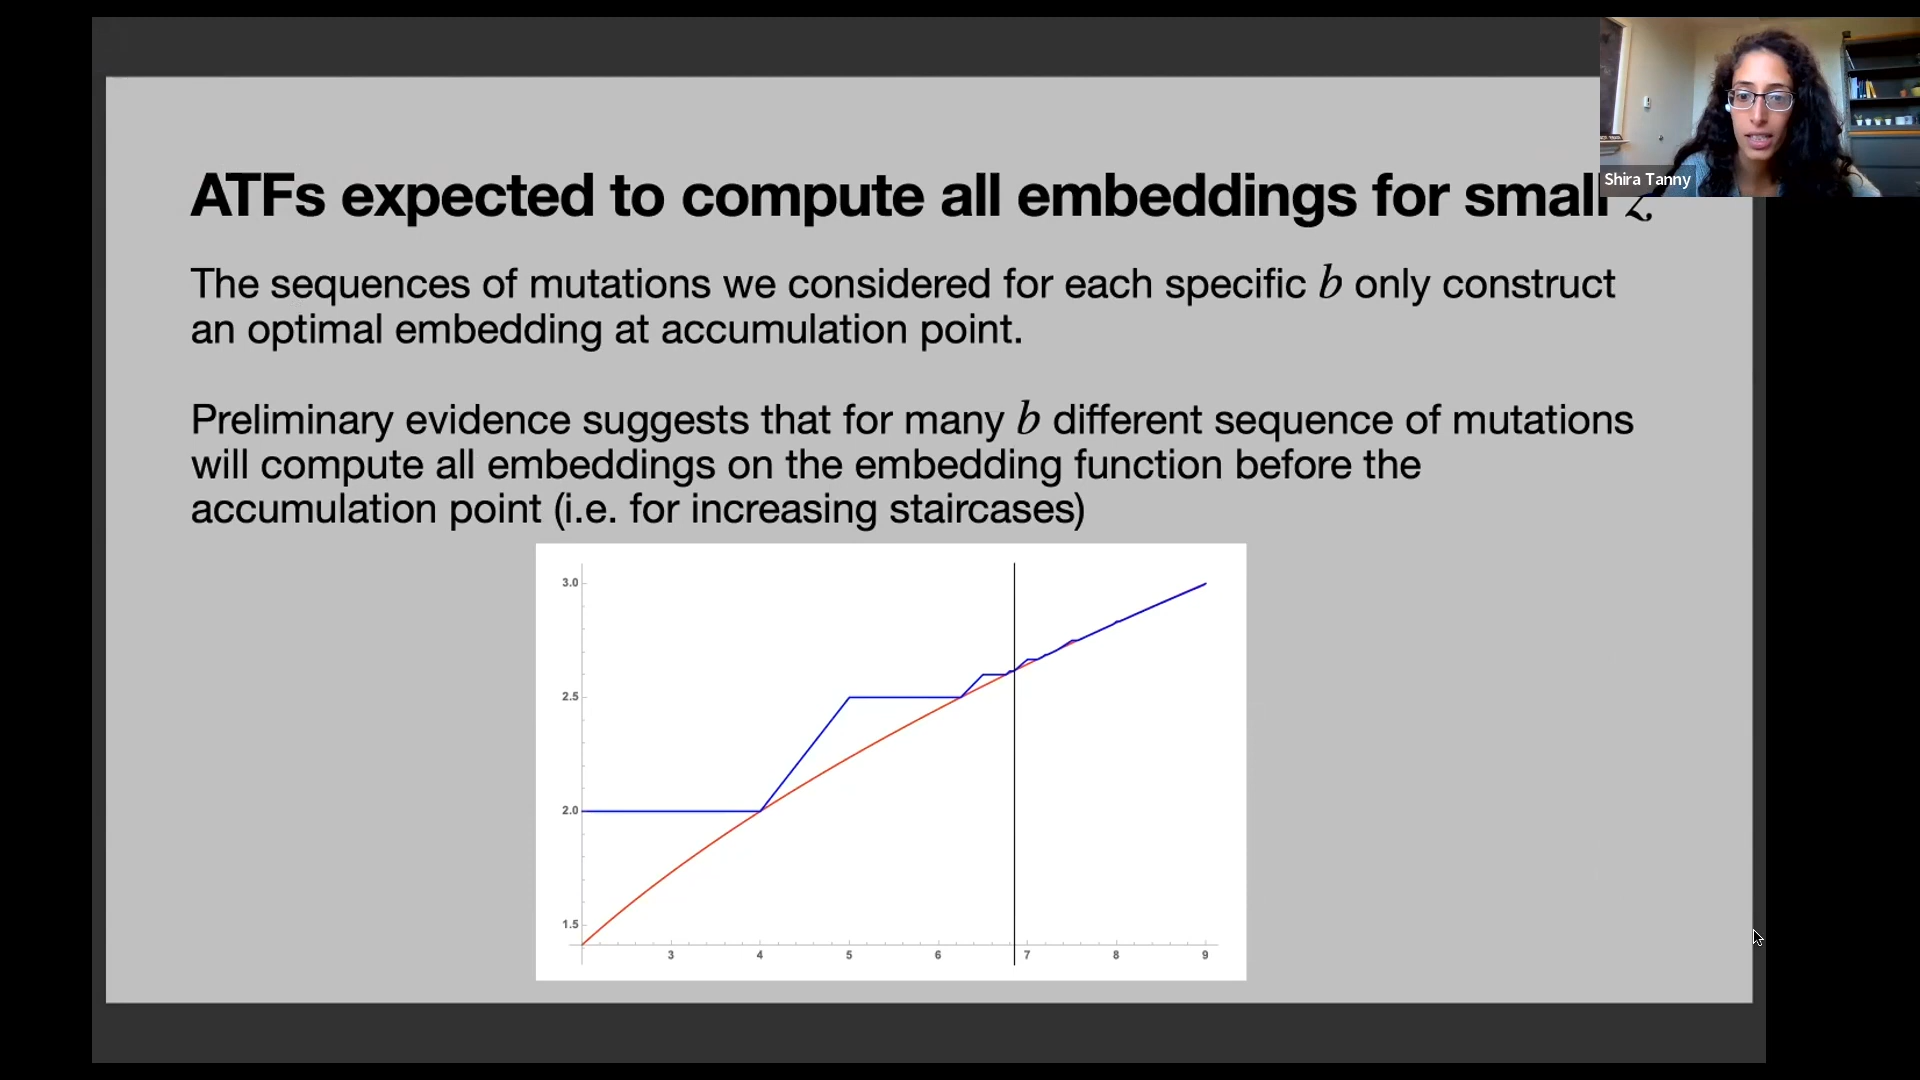 Shira Tanny
ATFs expected to compute all embeddings for small z
The sequences of mutations we considered for each specific b only construct
an optimal embedding at accumulation point.
Preliminary evidence suggests that for many b different sequence of mutations
will compute all embeddings on the embedding function before the
accumulation point (i.e. for increasing staircases)
3.0
2.5
2.0
1.5
3 4 5 6 7 8 9